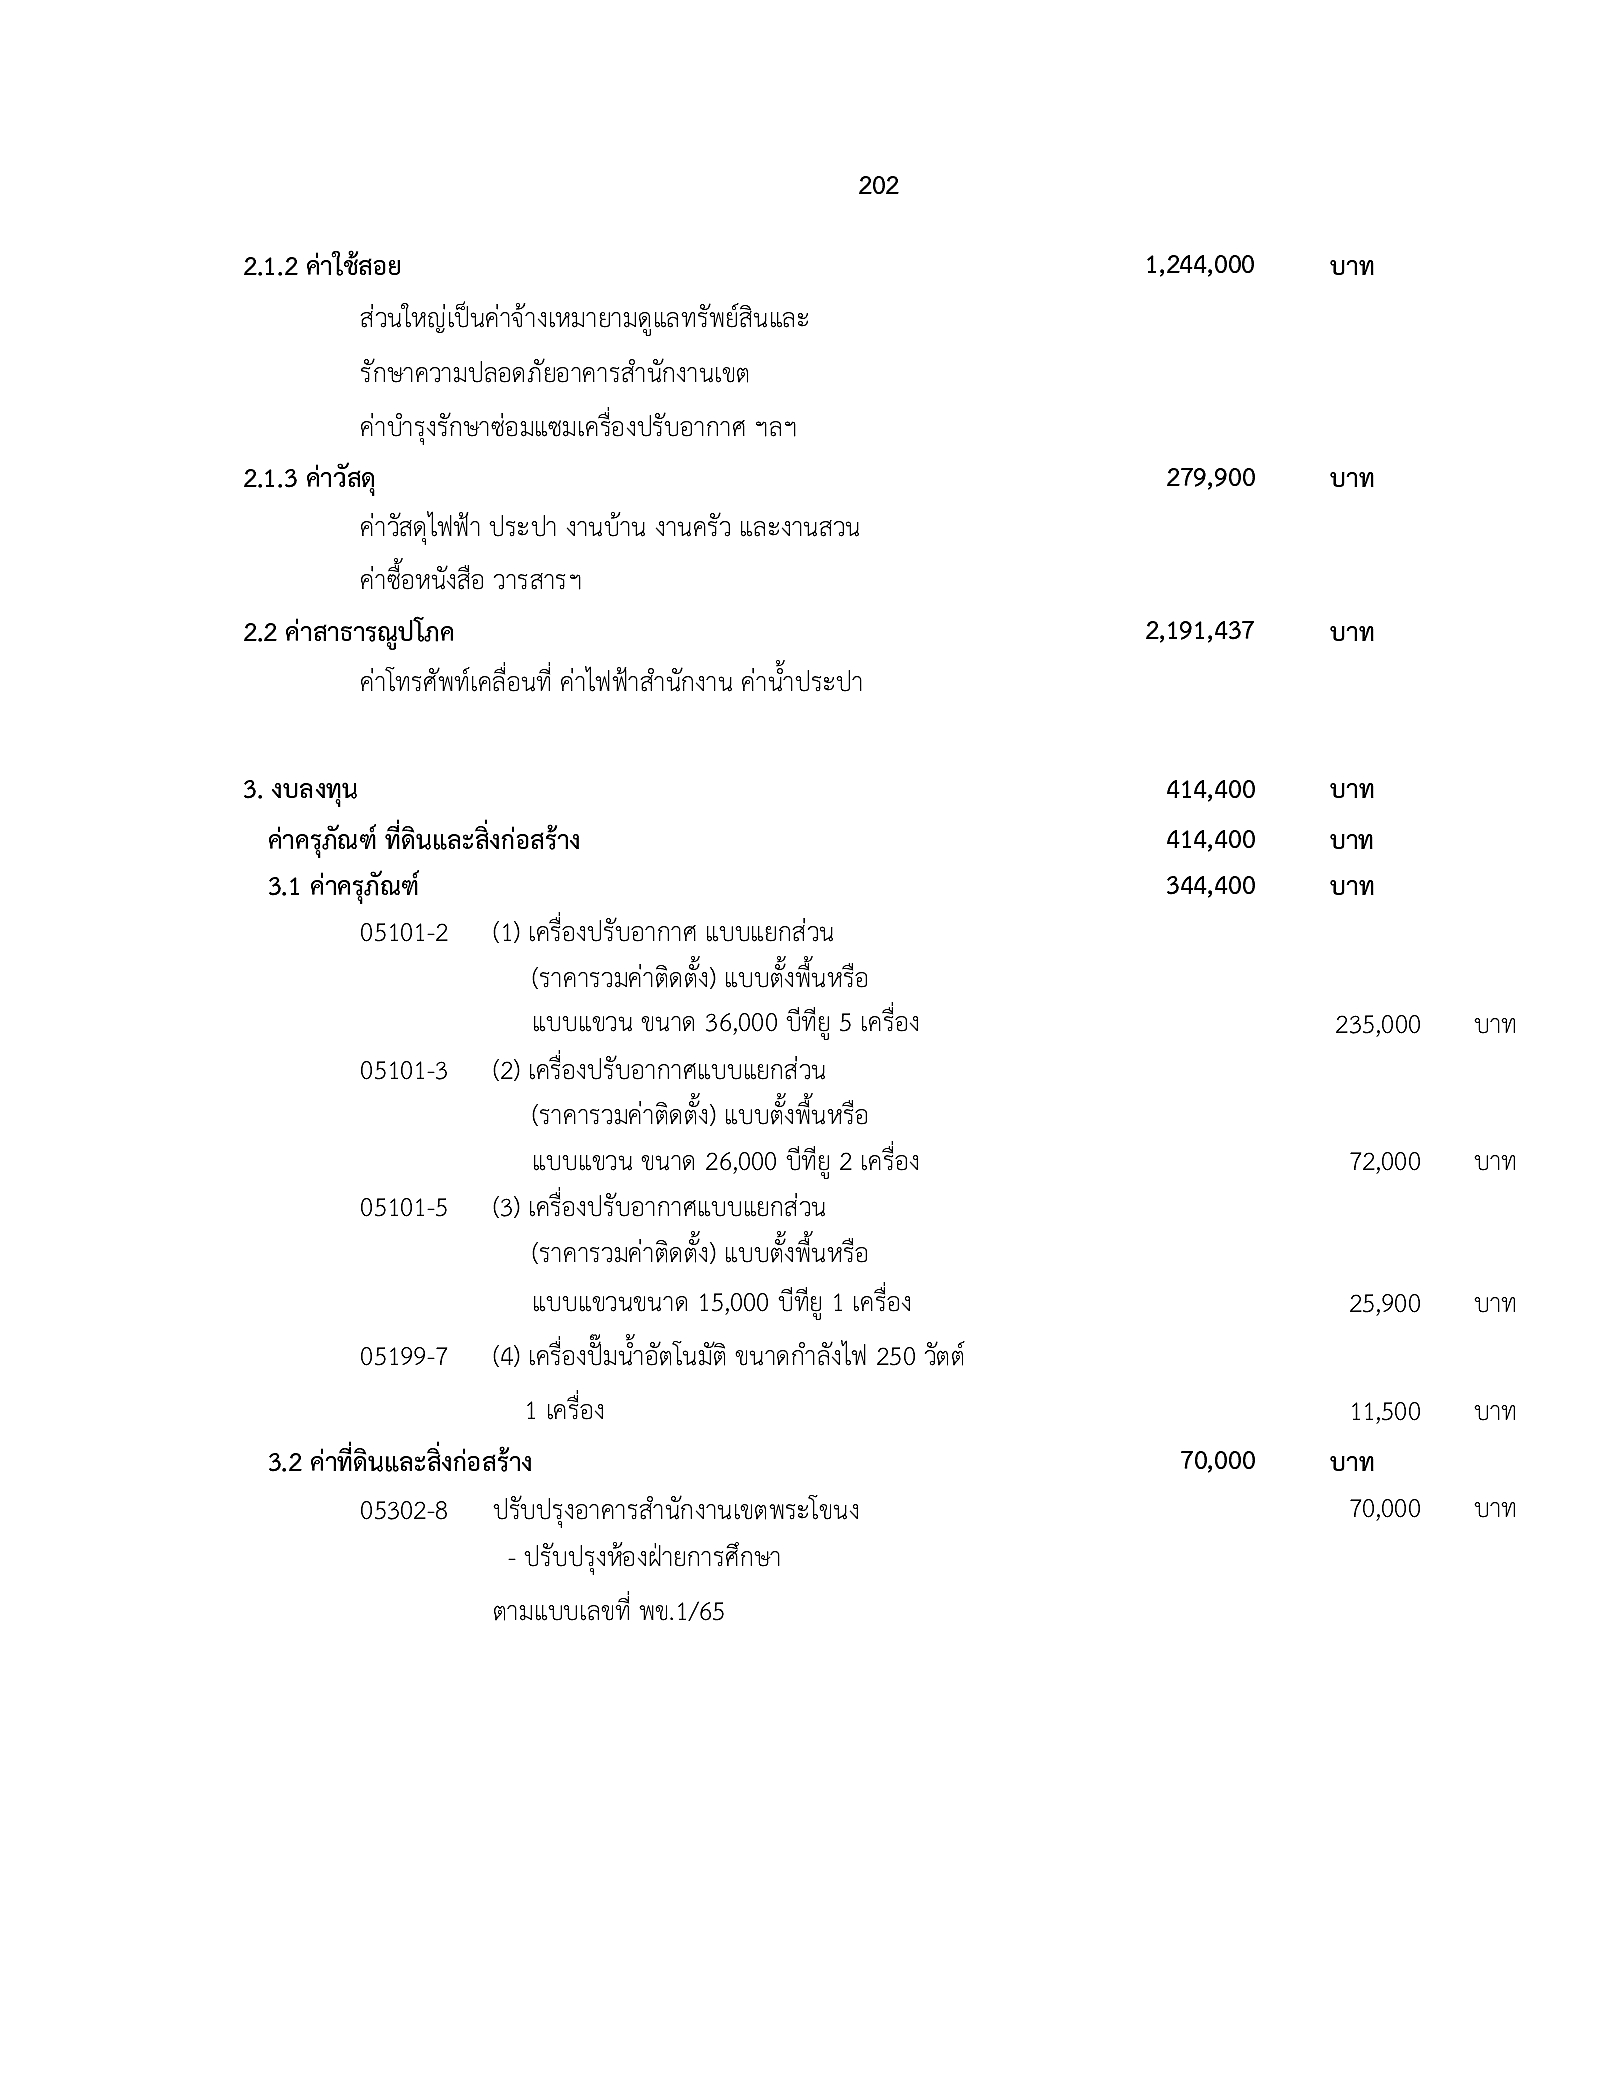 202
2.1.2 ค่าใช้สอย 1,244,000 บาท
ส่วนใหญ่เป็นค่าจ้างเหมายามดูแลทรัพย์สินและ
รักษาความปลอดภัยอาคารสำนักงานเขต
ค่าบำรุงรักษาซ่อมแซมเครื่องปรับอากาศ ฯลฯ
2.1.3 ค่าวัสดุ 279,900 บาท
ค่าวัสดุไฟฟ้า ประปา งานบ้าน งานครัว และงานสวน
ค่าซื้อหนังสือ วารสารฯ
2.2 ค่าสาธารณูปโภค 2,191,437 บาท
ค่าโทรศัพท์เคลื่อนที่ ค่าไฟฟ้าสำนักงาน ค่าน้ำประปา
3. งบลงทุน 414,400 บาท
ค่าครุภัณฑ์ ที่ดินและสิ่งก่อสร้าง 414,400 บาท
3.1 ค่าครุภัณฑ์ 344,400 บาท
05101-2 (1) เครื่องปรับอากาศ แบบแยกส่วน
(ราคารวมค่าติดตั้ง) แบบตั้งพื้นหรือ
แบบแขวน ขนาด 36,000 บีทียู 5 เครื่อง 235,000 บาท
05101-3 (2) เครื่องปรับอากาศแบบแยกส่วน
(ราคารวมค่าติดตั้ง) แบบตั้งพื้นหรือ
แบบแขวน ขนาด 26,000 บีทียู 2 เครื่อง 72,000 บาท
05101-5 (3) เครื่องปรับอากาศแบบแยกส่วน
(ราคารวมค่าติดตั้ง) แบบตั้งพื้นหรือ
แบบแขวนขนาด 15,000 บีทียู 1 เครื่อง 25,900 บาท
05199-7 (4) เครื่องปั๊มน้ำอัตโนมัติ ขนาดกำลังไฟ 250 วัตต์
1 เครื่อง 11,500 บาท
3.2 ค่าที่ดินและสิ่งก่อสร้าง 70,000 บาท
05302-8 ปรับปรุงอาคารสำนักงานเขตพระโขนง 70,000 บาท
- ปรับปรุงห้องฝ่ายการศึกษา
ตามแบบเลขที่ พข.1/65